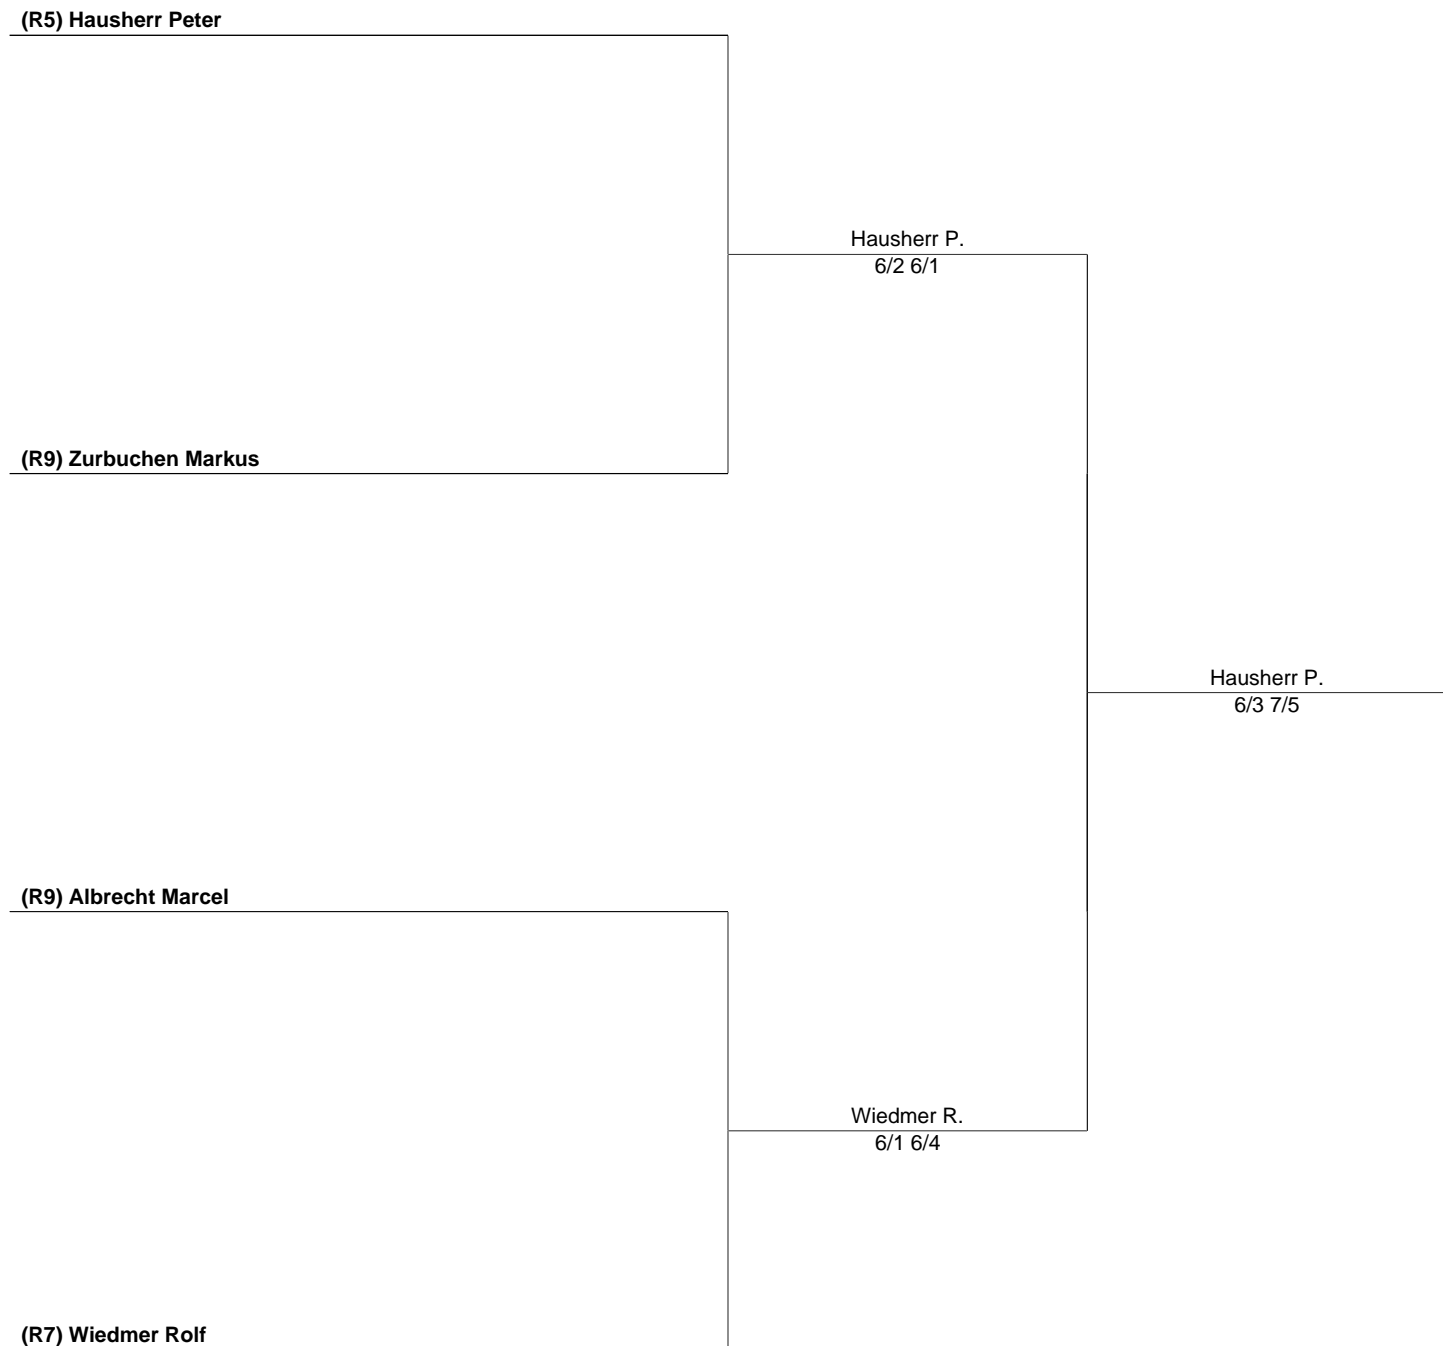 (R5) Hausherr Peter
Hausherr P.
6/2 6/1
(R9) Zurbuchen Markus
Hausherr P.
6/3 7/5
(R9) Albrecht Marcel
Wiedmer R.
6/1 6/4
(R7) Wiedmer Rolf